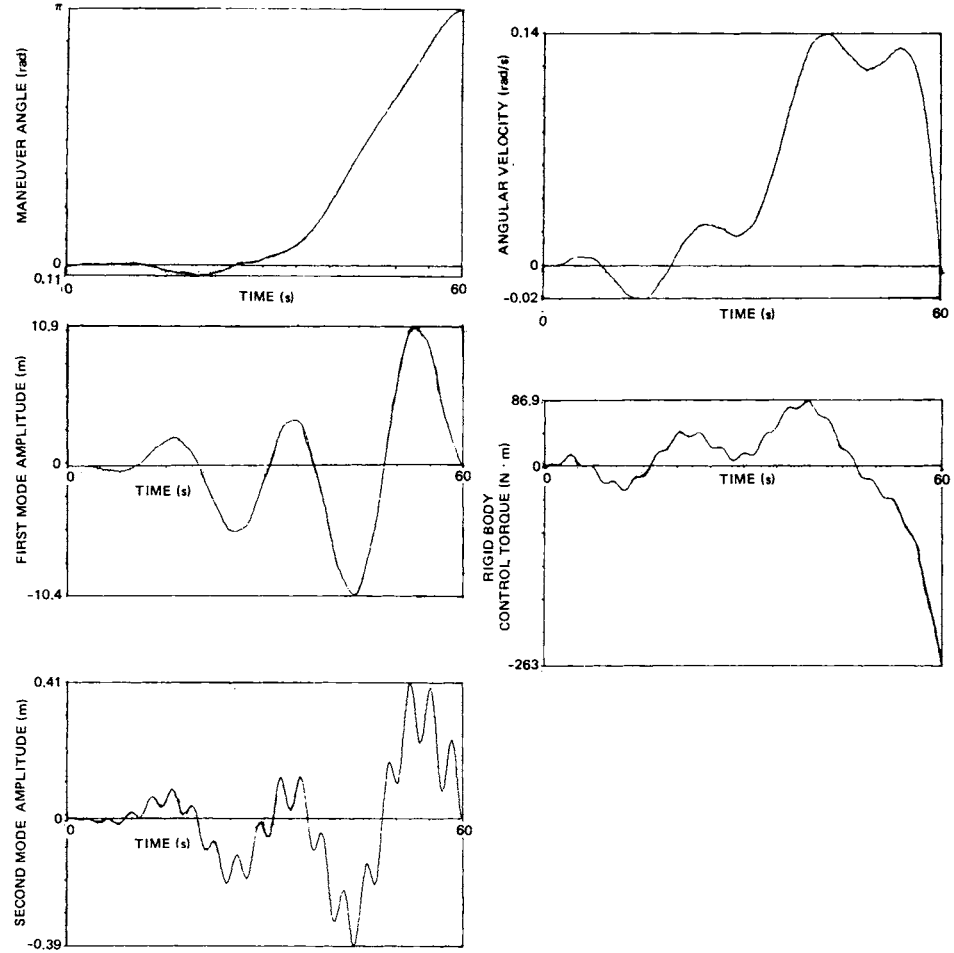 π
MANEUVER ANGLE (rad)
0
0.11
0
TIME (s)
60
0.14
ANGULAR VELOCITY (rad/s)
0
-0.02
0
TIME (s)
60
10.9
FIRST MODE AMPLITUDE (m)
0
0
TIME (s)
60
-10.4
86.9
RIGID BODY
CONTROL TORQUE (N · m)
0
0
TIME (s)
60
-263
0.41
SECOND MODE AMPLITUDE (m)
0
0
TIME (s)
60
-0.39